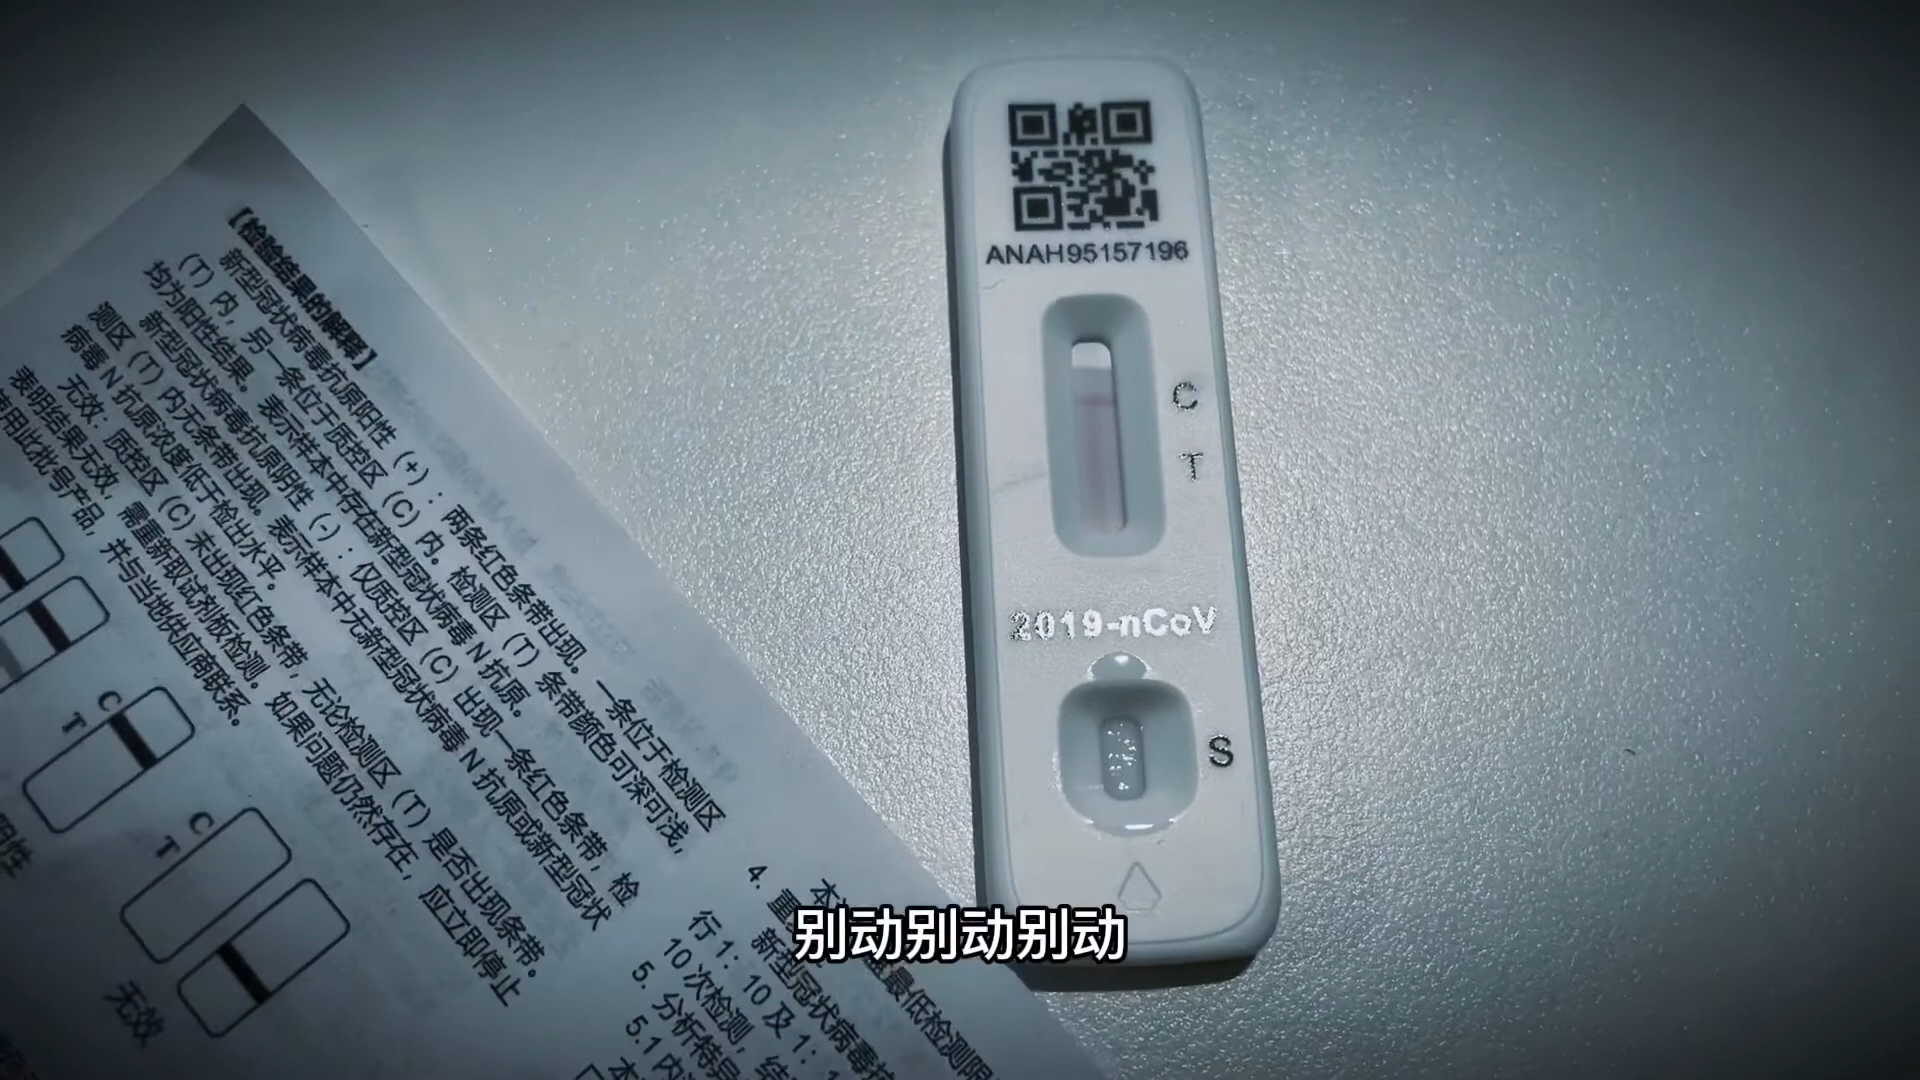 【检验结果的解释】
新型冠状病毒抗原阳性（+）：两条红色条带出现。一条位于检测区
（T）内，另一条位于质控区（C）内。检测区（T）条带颜色可深可浅，
均为阳性结果。表示样本中存在新型冠状病毒 N 抗原。
新型冠状病毒抗原阴性（-）：仅质控区（C）出现一条红色条带，检
测区（T）内无条带出现。表示样本中无新型冠状病毒 N 抗原或新型冠状
病毒 N 抗原浓度低于检出水平。
无效：质控区（C）未出现红色条带，无论检测区（T）是否出现条带。
表明结果无效，需重新取试剂板检测。如果问题仍然存在，应立即停止
用此批号产品，并与当地供应商联系。
C
T
C
T
无效
4.
行 1：10 及 1：
10 次检测，
5. 分析特异
5.1
最低检测限
新型冠状病毒
ANAH95157196
C
T
2019-nCoV
S
别动别动别动